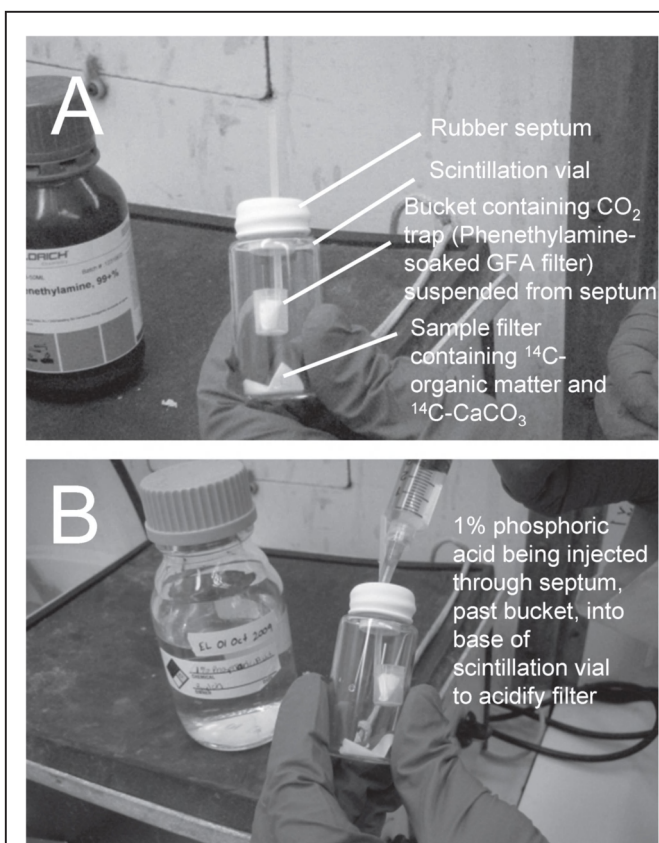 A
Rubber septum
Scintillation vial
Bucket containing CO₂
trap (Phenethylamine-
soaked GFA filter)
suspended from septum
Sample filter
containing ¹⁴C-
organic matter and
¹⁴C-CaCO₃
LDRICH
nethylamine, 99+%
B
1% phosphoric
acid being injected
through septum,
past bucket, into
base of
scintillation vial
to acidify filter
EL 01 Oct 2009